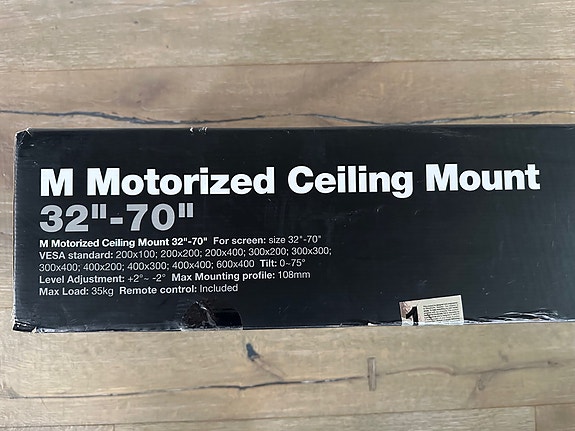 M Motorized Ceiling Mount
32"-70"
M Motorized Ceiling Mount 32"-70" For screen: size 32"-70"
VESA standard: 200x100; 200x200; 200x400; 300x200; 300x300;
300x400; 400x200; 400x300; 400x400; 600x400 Tilt: 0~75°
Level Adjustment: +2°~ -2° Max Mounting profile: 108mm
Max Load: 35kg Remote control: Included
1